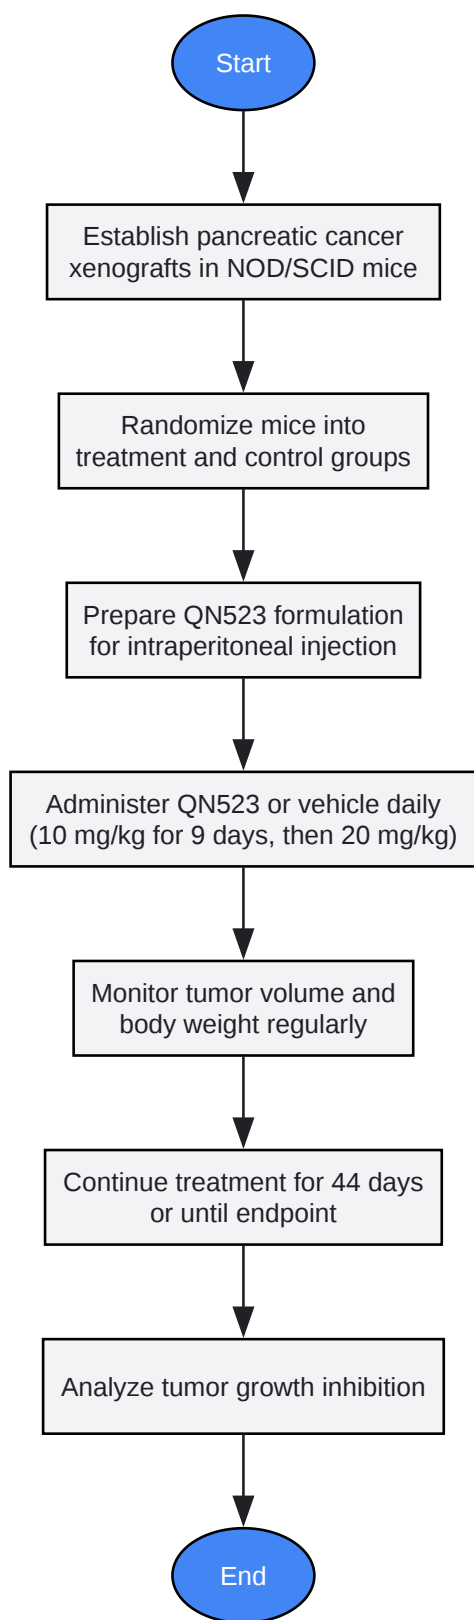 Start
Establish pancreatic cancer
xenografts in NOD/SCID mice
Randomize mice into
treatment and control groups
Prepare QN523 formulation
for intraperitoneal injection
Administer QN523 or vehicle daily
(10 mg/kg for 9 days, then 20 mg/kg)
Monitor tumor volume and
body weight regularly
Continue treatment for 44 days
or until endpoint
Analyze tumor growth inhibition
End